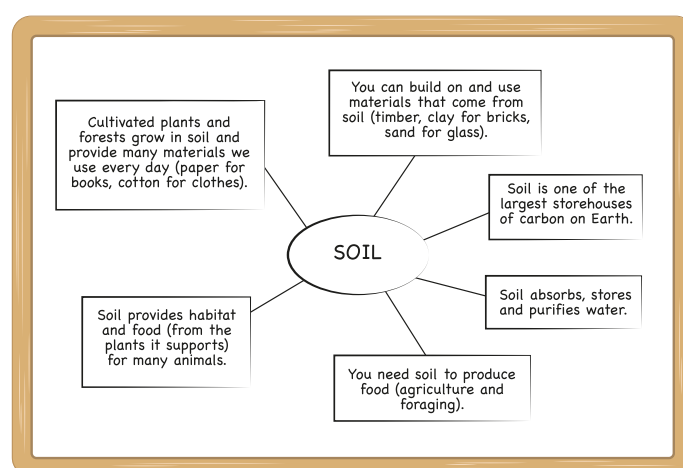 You can build on and use
materials that come from
soil (timber, clay for bricks,
sand for glass).
Cultivated plants and
forests grow in soil and
provide many materials we
use every day (paper for
books, cotton for clothes).
Soil is one of the
largest storehouses
of carbon on Earth.
SOIL
Soil absorbs, stores
and purifies water.
Soil provides habitat
and food (from the
plants it supports)
for many animals.
You need soil to produce
food (agriculture and
foraging).